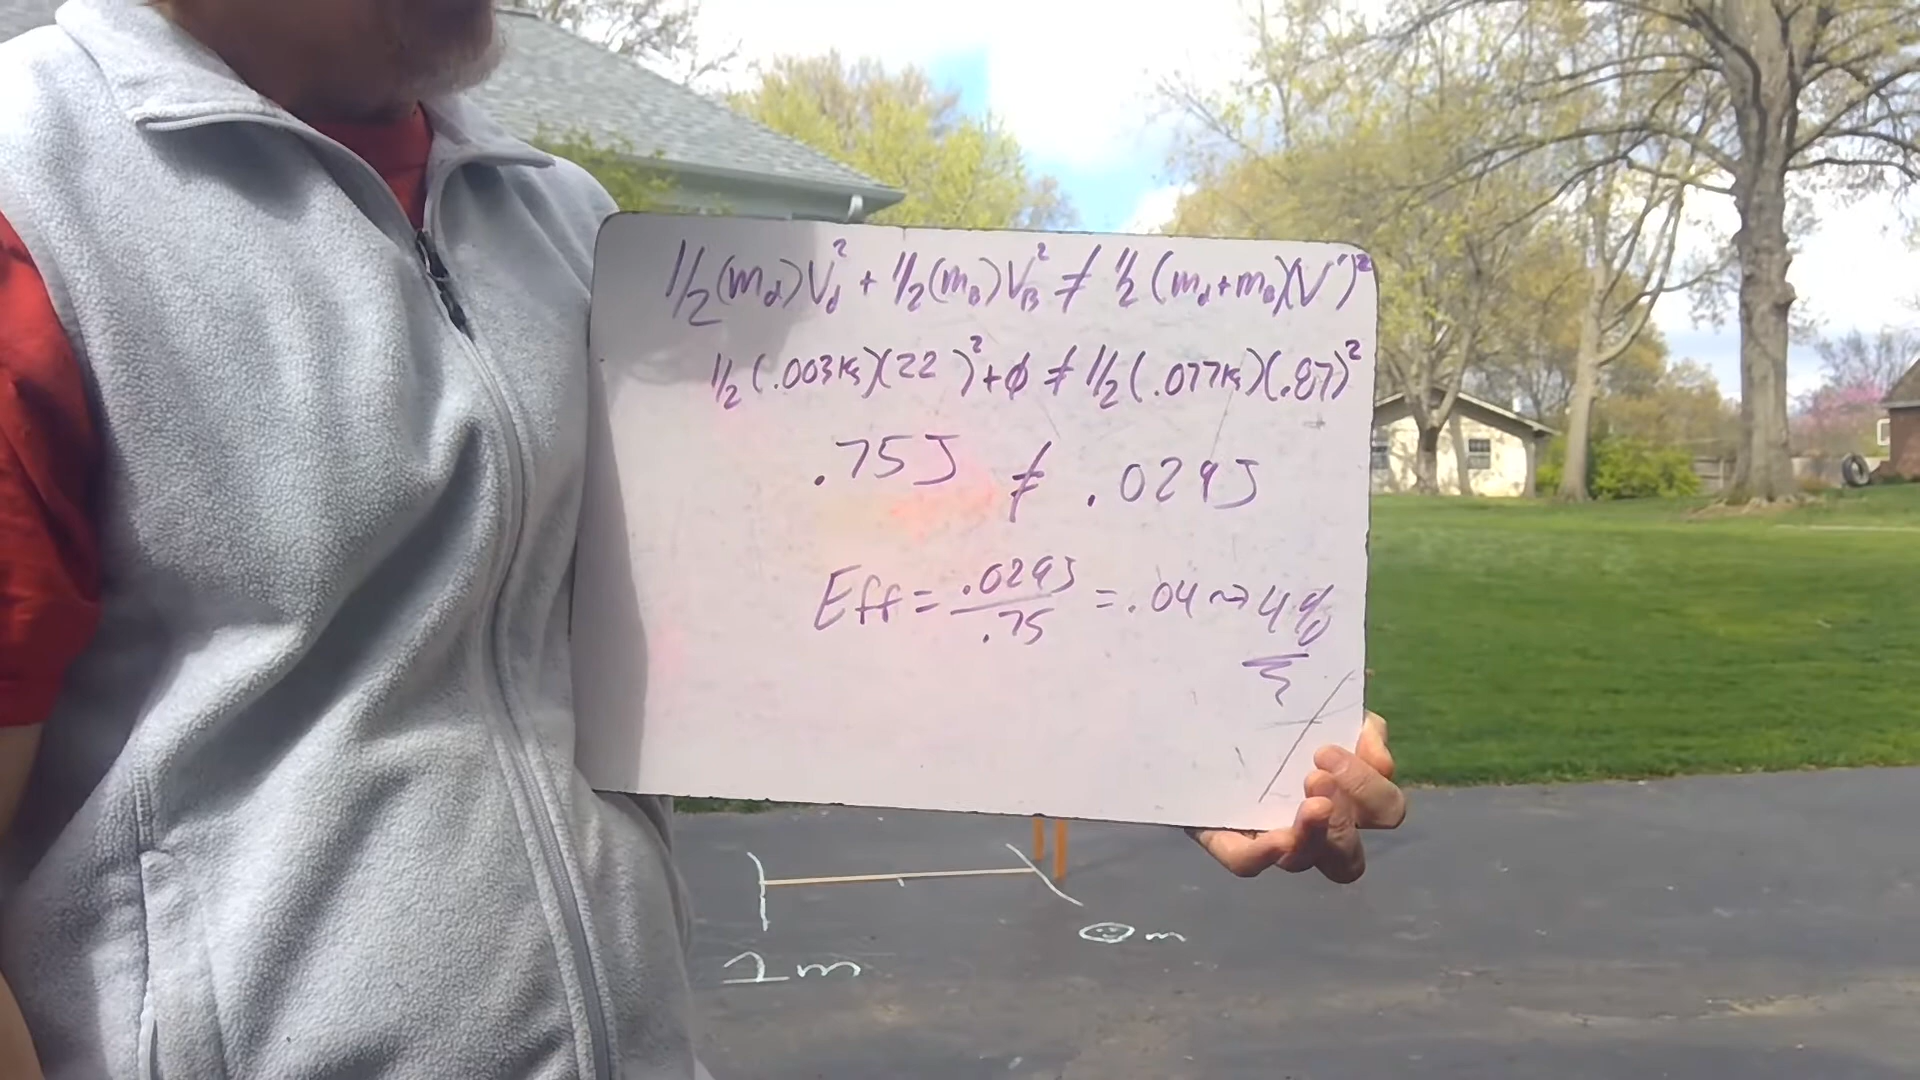 1/2(md)Vd² + 1/2(mB)VB² ≠ 1/2(md+mB)(V')²
1/2(.003kg)(22)²+∅ ≠ 1/2(.077kg)(.87)²
.75J ≠ .029J
Eff = .029J/.75 = .04 → 4%
1m
0m